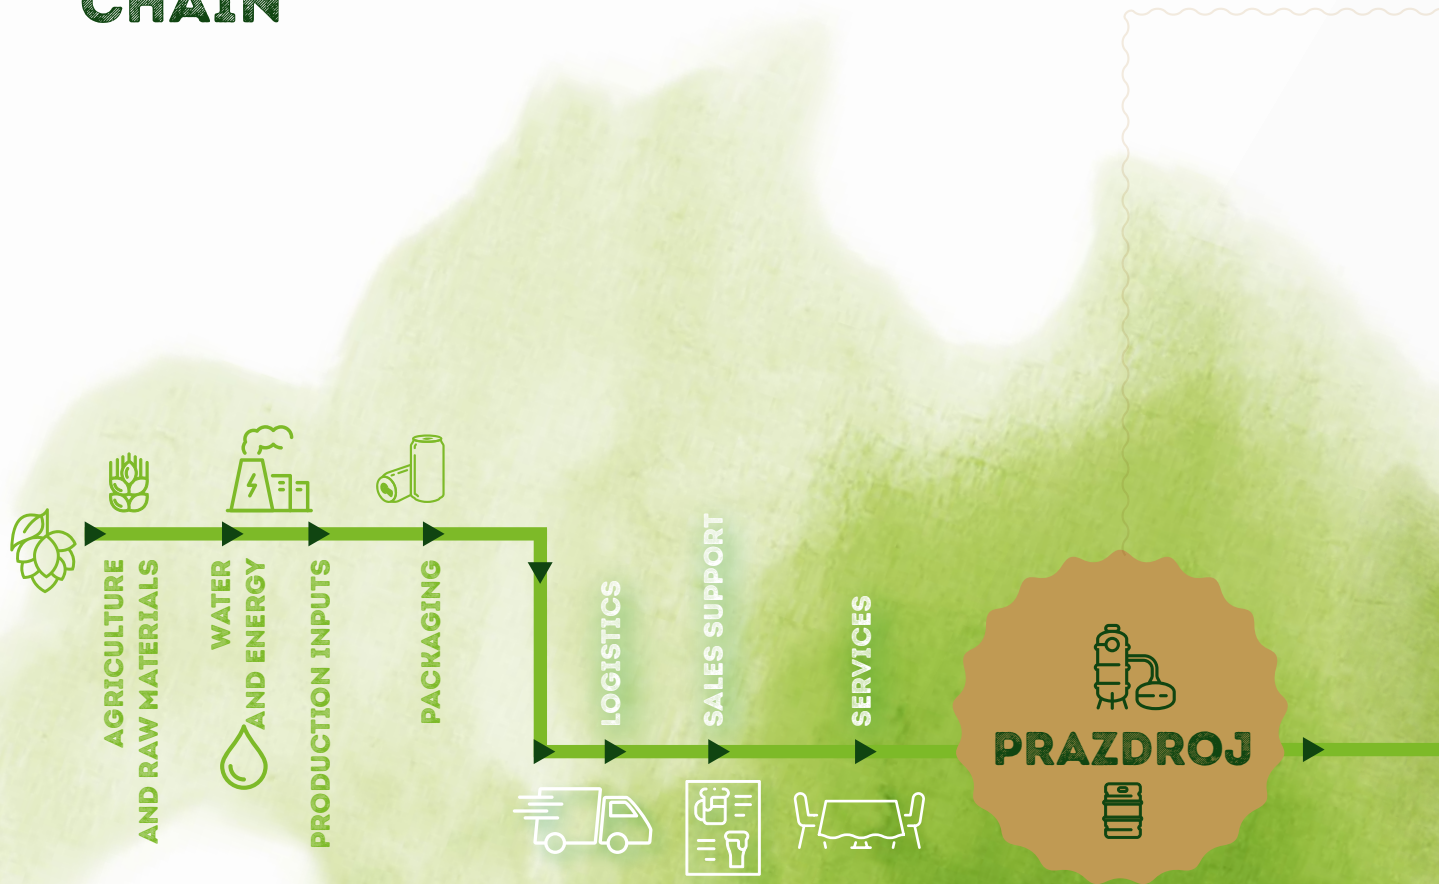 CHAIN
AGRICULTURE
AND RAW MATERIALS
WATER
AND ENERGY
PRODUCTION INPUTS
PACKAGING
LOGISTICS
SALES SUPPORT
SERVICES
PRAZDROJ